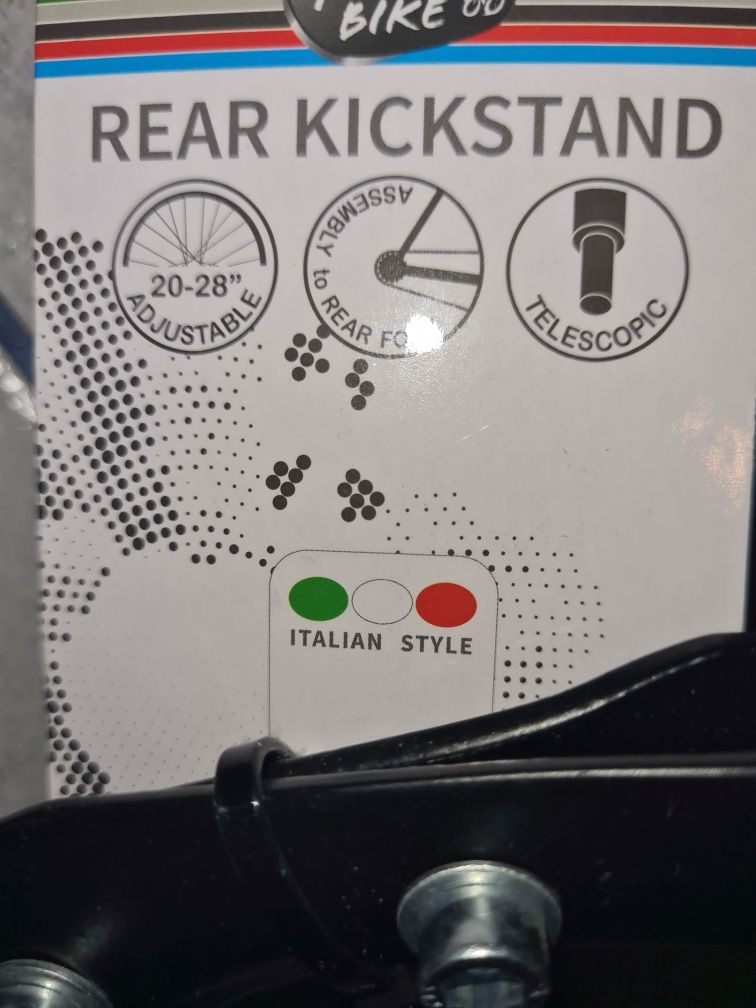 BIKE
REAR KICKSTAND
20-28”
ADJUSTABLE
ASSEMBLY to REAR
TELESCOPIC
ITALIAN STYLE